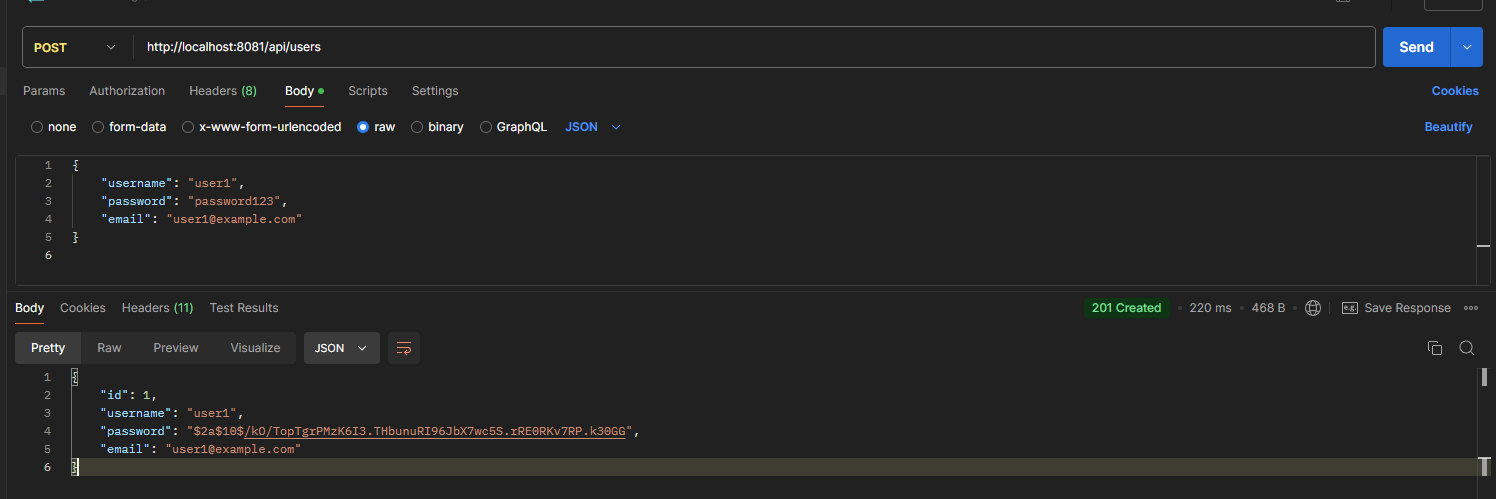 POST http://localhost:8081/api/users Send
Params Authorization Headers (8) Body Scripts Settings Cookies
none form-data x-www-form-urlencoded raw binary GraphQL JSON Beautify
1 {
2 "username": "user1",
3 "password": "password123",
4 "email": "user1@example.com"
5 }
6
Body Cookies Headers (11) Test Results 201 Created 220 ms 468 B e.g. Save Response
Pretty Raw Preview Visualize JSON
1 {
2 "id": 1,
3 "username": "user1",
4 "password": "$2a$10$/kO/TopTgrPMzK6I3.THbunuRI96JbX7wc5S.rRE0RKv7RP.k30GG",
5 "email": "user1@example.com"
6 }